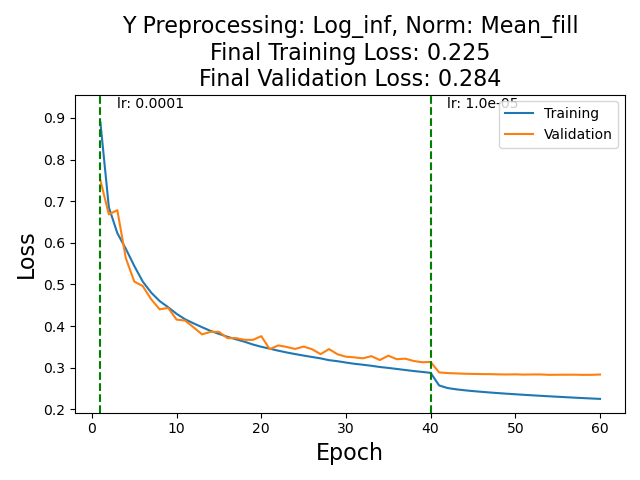 Y Preprocessing: Log_inf, Norm: Mean_fill
Final Training Loss: 0.225
Final Validation Loss: 0.284
lr: 0.0001
lr: 1.0e-05
Training
Validation
0.9
0.8
0.7
0.6
0.5
0.4
0.3
0.2
Loss
0
10
20
30
40
50
60
Epoch